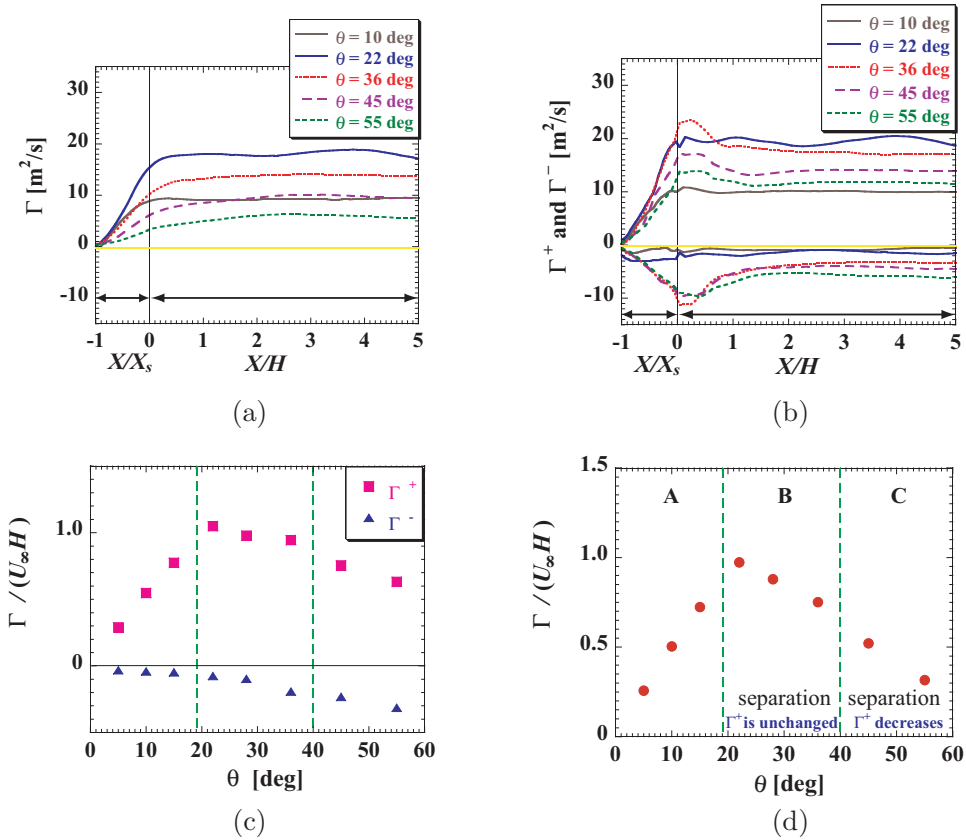 θ = 10 deg
θ = 22 deg
θ = 36 deg
θ = 45 deg
θ = 55 deg
Γ [m²/s]
30
20
10
0
-10
-1 0 1 2 3 4 5
X/Xₛ X/H
(a)
θ = 10 deg
θ = 22 deg
θ = 36 deg
θ = 45 deg
θ = 55 deg
Γ⁺ and Γ⁻ [m²/s]
30
20
10
0
-10
-1 0 1 2 3 4 5
X/Xₛ X/H
(b)
Γ⁺
Γ⁻
Γ / (U∞H)
1.0
0
0 10 20 30 40 50 60
θ [deg]
(c)
Γ / (U∞H)
1.5
1.0
0.5
0
A B C
separation separation
Γ⁺ is unchanged Γ⁺ decreases
0 10 20 30 40 50 60
θ [deg]
(d)